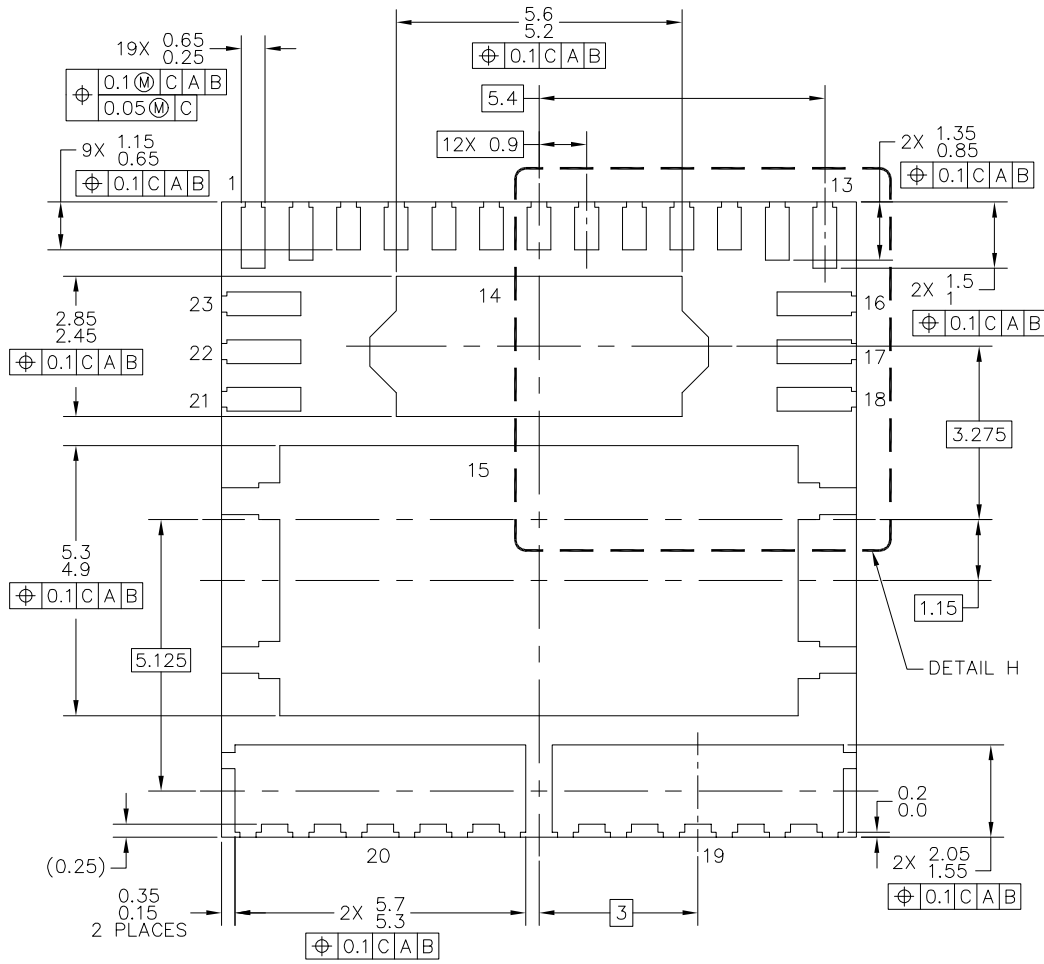 5.6
5.2
⌖ 0.1 C A B
19X 0.65
0.25
⌖ 0.1 Ⓜ C A B
0.05 Ⓜ C
5.4
12X 0.9
9X 1.15
0.65
⌖ 0.1 C A B
2X 1.35
0.85
⌖ 0.1 C A B
1
13
2X 1.5
1
⌖ 0.1 C A B
14
23
16
2.85
2.45
⌖ 0.1 C A B
22
17
21
18
3.275
15
5.3
4.9
⌖ 0.1 C A B
1.15
5.125
DETAIL H
0.2
0.0
(0.25)
20
19
2X 2.05
1.55
⌖ 0.1 C A B
0.35
0.15
2 PLACES
2X 5.7
5.3
⌖ 0.1 C A B
3